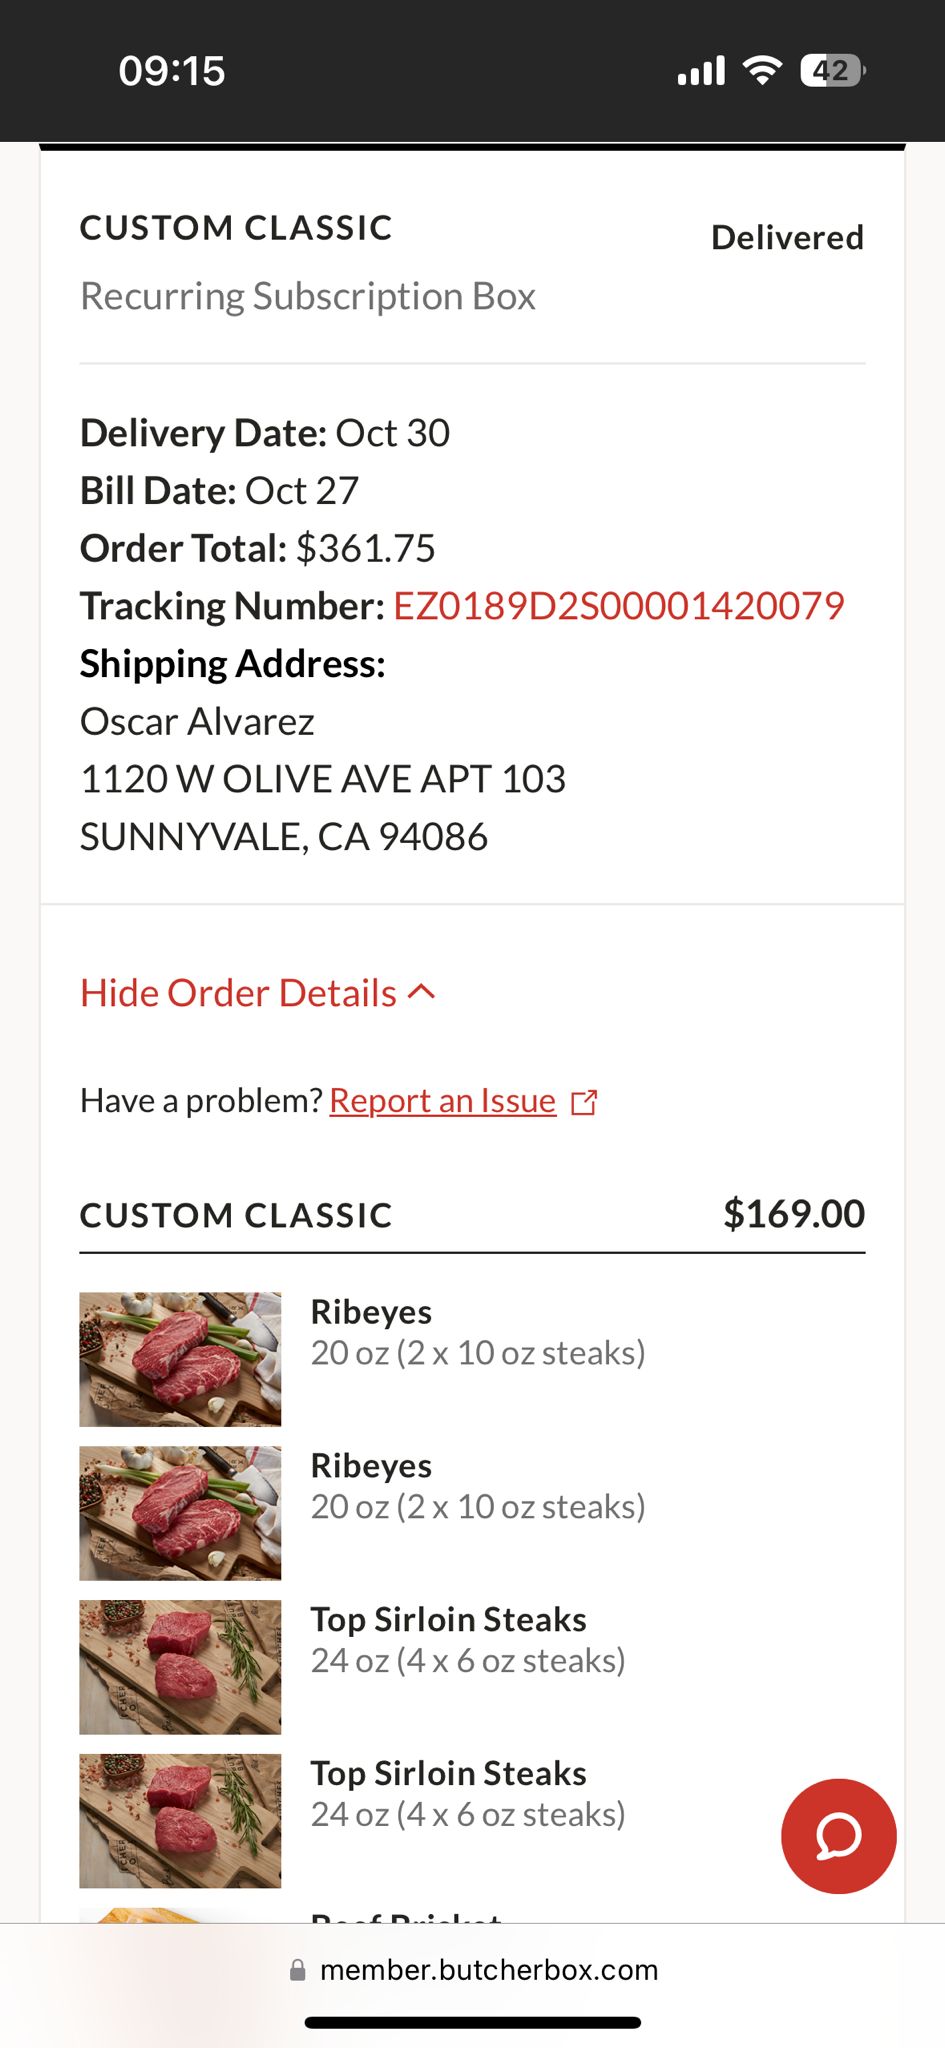 09:15
42
CUSTOM CLASSIC
Delivered
Recurring Subscription Box
Delivery Date: Oct 30
Bill Date: Oct 27
Order Total: $361.75
Tracking Number: EZ0189D2S00001420079
Shipping Address:
Oscar Alvarez
1120 W OLIVE AVE APT 103
SUNNYVALE, CA 94086
Hide Order Details
Have a problem? Report an Issue
CUSTOM CLASSIC
$169.00
Ribeyes
20 oz (2 x 10 oz steaks)
Ribeyes
20 oz (2 x 10 oz steaks)
Top Sirloin Steaks
24 oz (4 x 6 oz steaks)
Top Sirloin Steaks
24 oz (4 x 6 oz steaks)
Beef Brisket
member.butcherbox.com